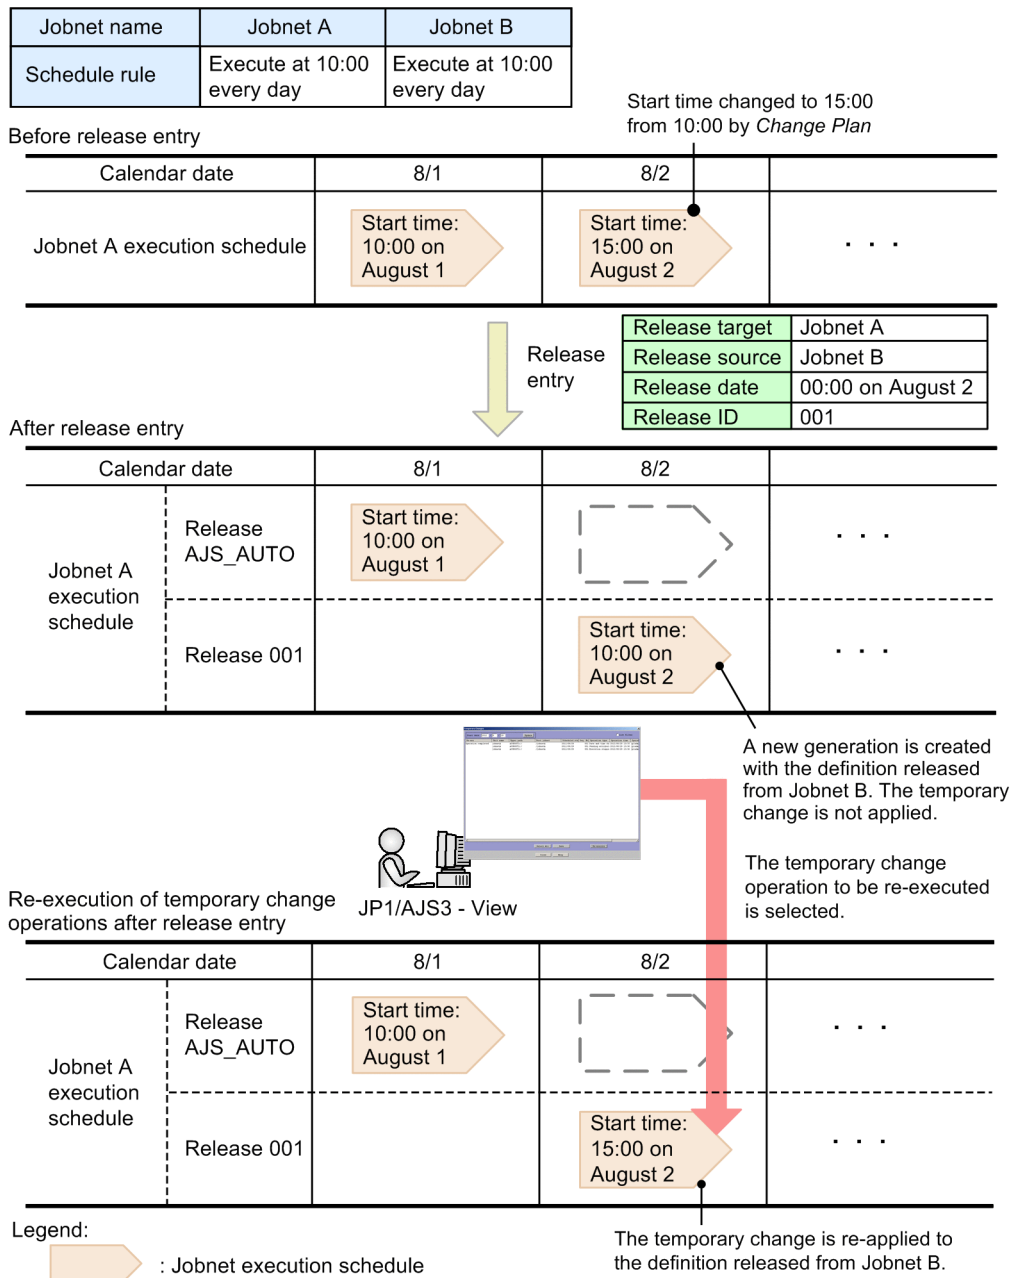 Jobnet name
Jobnet A
Jobnet B
Schedule rule
Execute at 10:00
every day
Execute at 10:00
every day
Start time changed to 15:00
from 10:00 by Change Plan
Before release entry
Calendar date
8/1
8/2
Jobnet A execution schedule
Start time:
10:00 on
August 1
Start time:
15:00 on
August 2
. . .
Release
entry
Release target
Jobnet A
Release source
Jobnet B
Release date
00:00 on August 2
Release ID
001
After release entry
Calendar date
8/1
8/2
Jobnet A
execution
schedule
Release
AJS_AUTO
Start time:
10:00 on
August 1
. . .
Release 001
Start time:
10:00 on
August 2
. . .
A new generation is created
with the definition released
from Jobnet B. The temporary
change is not applied.
The temporary change
operation to be re-executed
is selected.
JP1/AJS3 - View
Re-execution of temporary change
operations after release entry
Calendar date
8/1
8/2
Jobnet A
execution
schedule
Release
AJS_AUTO
Start time:
10:00 on
August 1
. . .
Release 001
Start time:
15:00 on
August 2
. . .
The temporary change is re-applied to
the definition released from Jobnet B.
Legend:
: Jobnet execution schedule